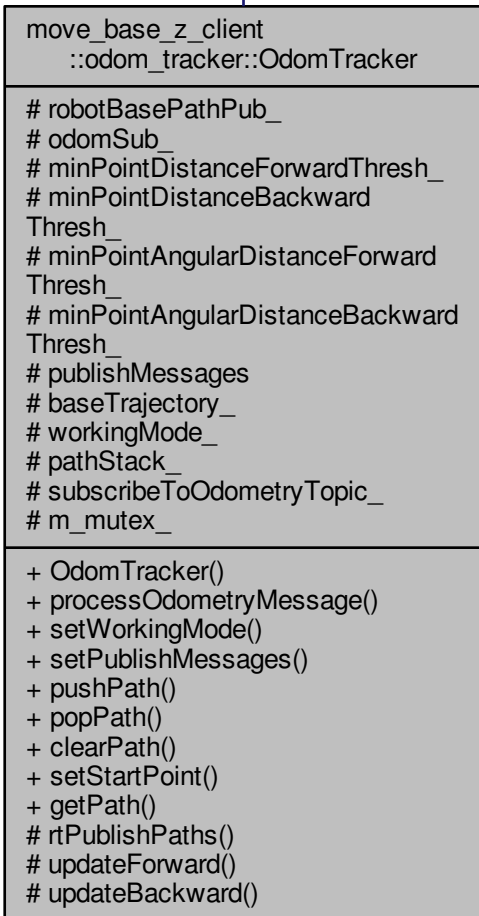 move_base_z_client
::odom_tracker::OdomTracker
# robotBasePathPub_
# odomSub_
# minPointDistanceForwardThresh_
# minPointDistanceBackward
Thresh_
# minPointAngularDistanceForward
Thresh_
# minPointAngularDistanceBackward
Thresh_
# publishMessages
# baseTrajectory_
# workingMode_
# pathStack_
# subscribeToOdometryTopic_
# m_mutex_
+ OdomTracker()
+ processOdometryMessage()
+ setWorkingMode()
+ setPublishMessages()
+ pushPath()
+ popPath()
+ clearPath()
+ setStartPoint()
+ getPath()
# rtPublishPaths()
# updateForward()
# updateBackward()